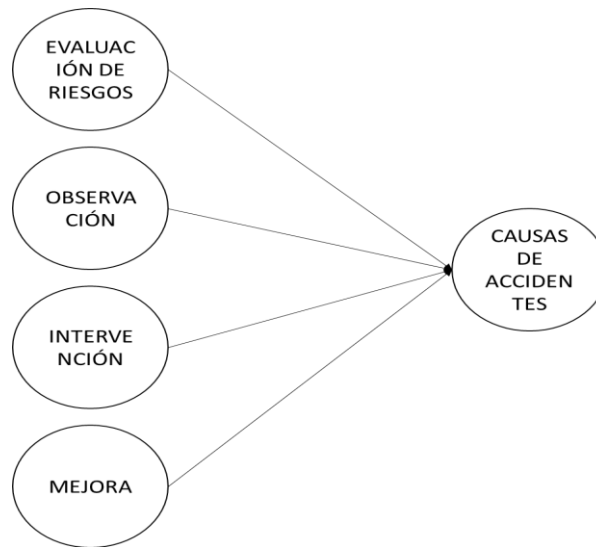 EVALUAC
IÓN DE
RIESGOS
OBSERVA
CIÓN
INTERVE
NCIÓN
MEJORA
CAUSAS
DE
ACCIDEN
TES